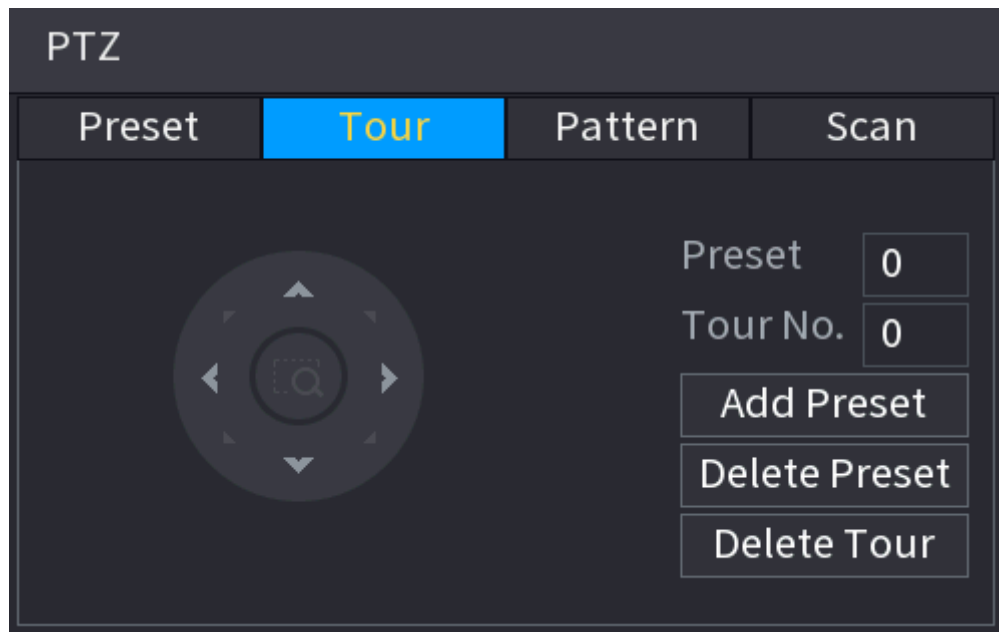 PTZ
Preset Tour Pattern Scan
Preset 0
Tour No. 0
Add Preset
Delete Preset
Delete Tour